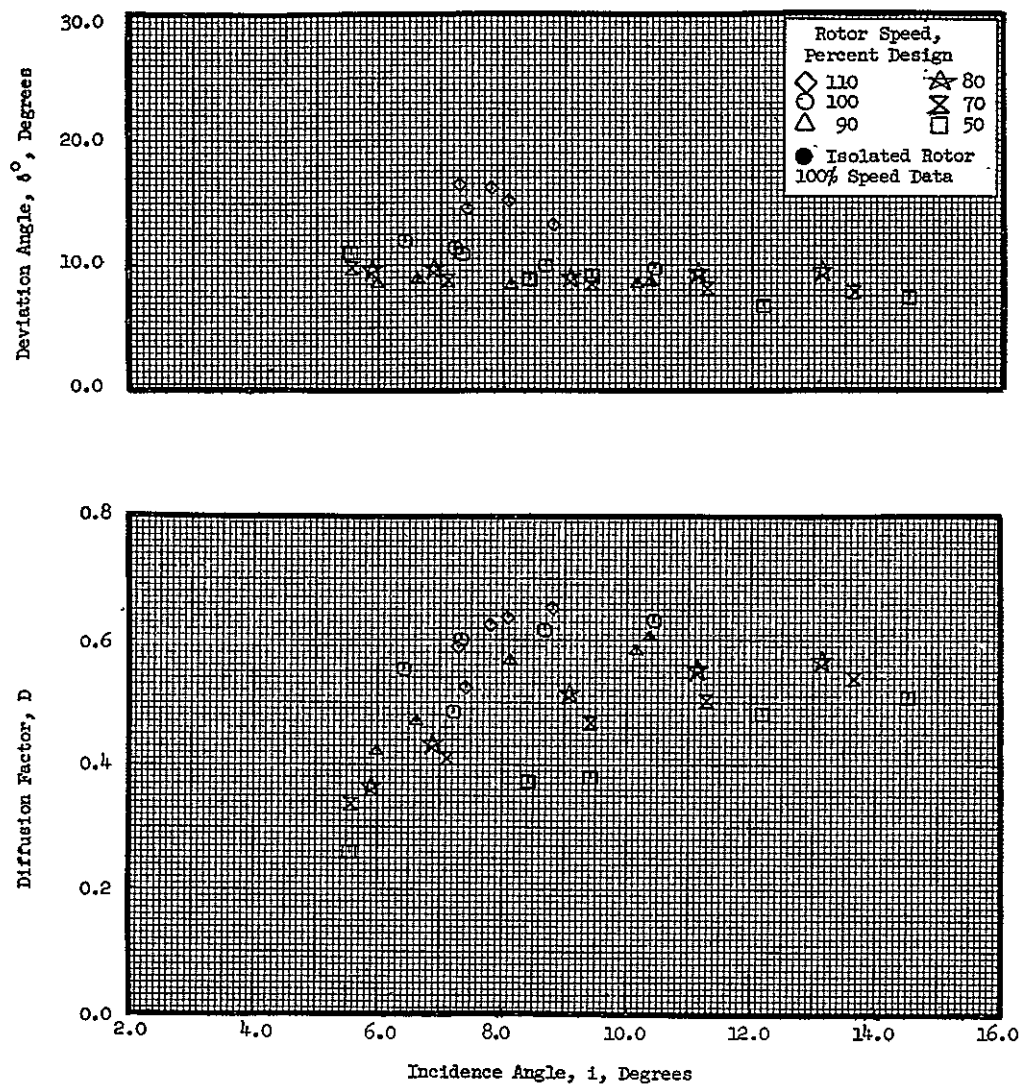 30.0
20.0
10.0
0.0
Deviation Angle, δ°, Degrees
Rotor Speed,
Percent Design
110
100
90
80
70
50
Isolated Rotor
100% Speed Data
0.8
0.6
0.4
0.2
0.0
Diffusion Factor, D
2.0 4.0 6.0 8.0 10.0 12.0 14.0 16.0
Incidence Angle, i, Degrees